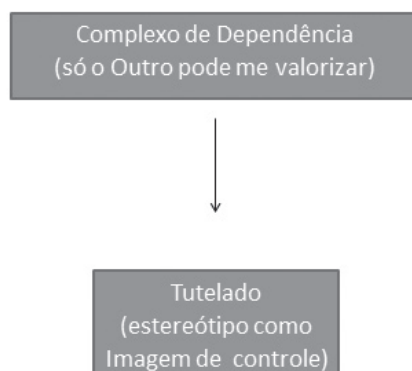 Complexo de Dependência
(só o Outro pode me valorizar)
Tutelado
(estereótipo como
Imagem de controle)